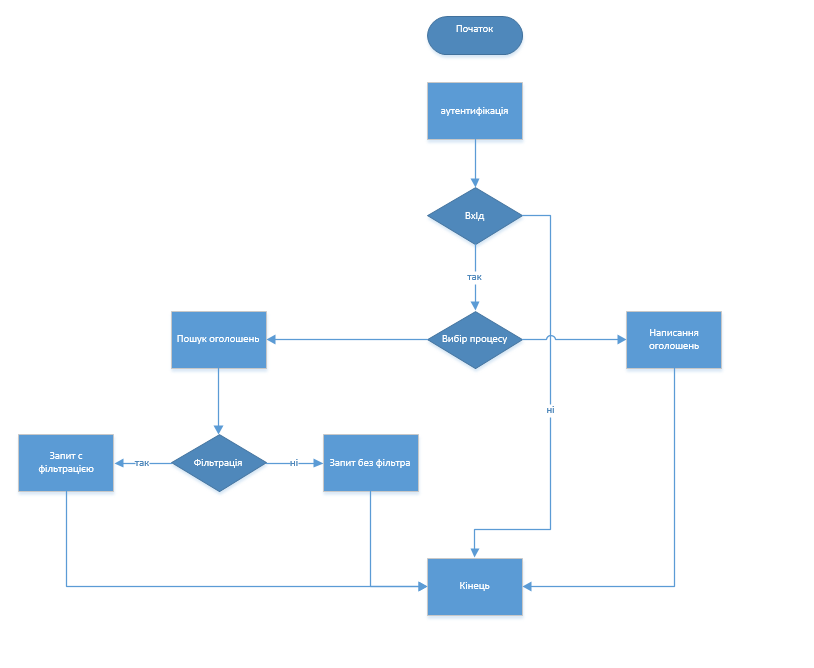 Початок
аутентифікація
Вхід
так
Пошук оголошень
Вибір процесу
Написання
оголошень
ні
Запит с
фільтрацією
так
Фільтрація
ні
Запит без фільтра
Кінець